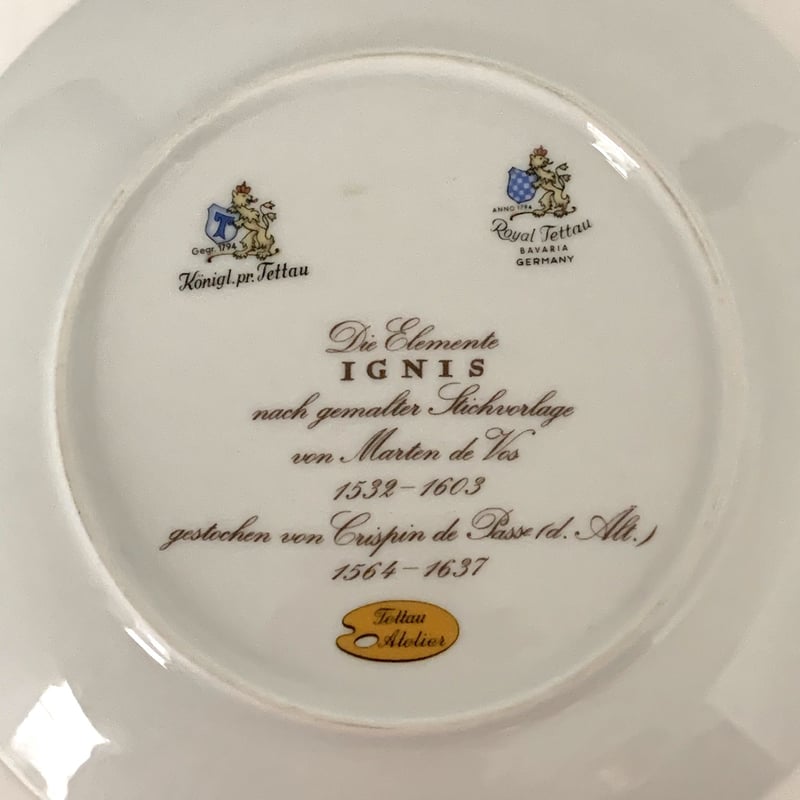 T
Gegr. 1794
Königl. pr. Tettau
ANNO 1794
Royal Tettau
BAVARIA
GERMANY
Die Elemente
IGNIS
nach gemalter Stichvorlage
von Marten de Vos
1532–1603
gestochen von Crispin de Passe (d. Alt.)
1564–1637
Tettau
Atelier